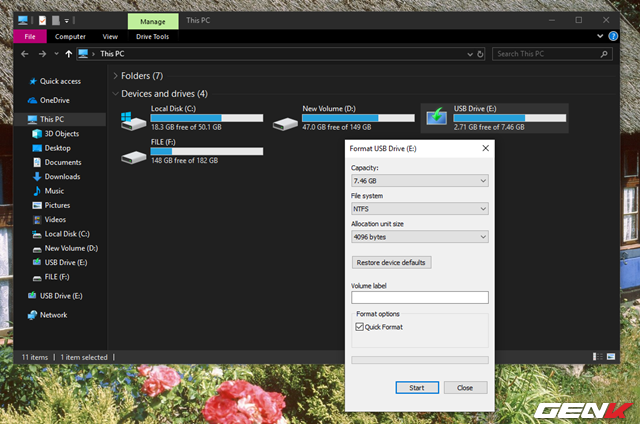 Manage
This PC
File
Computer
View
Drive Tools
This PC
Search This PC
Quick access
OneDrive
This PC
3D Objects
Desktop
Documents
Downloads
Music
Pictures
Videos
Local Disk (C:)
New Volume (D:)
USB Drive (E:)
FILE (F:)
USB Drive (E:)
Network
Folders (7)
Devices and drives (4)
Local Disk (C:)
18.3 GB free of 50.1 GB
New Volume (D:)
47.0 GB free of 149 GB
USB Drive (E:)
2.71 GB free of 7.46 GB
FILE (F:)
148 GB free of 182 GB
Format USB Drive (E:)
Capacity:
7.46 GB
File system
NTFS
Allocation unit size
4096 bytes
Restore device defaults
Volume label
Format options
Quick Format
Start
Close
11 items
1 item selected
GENK